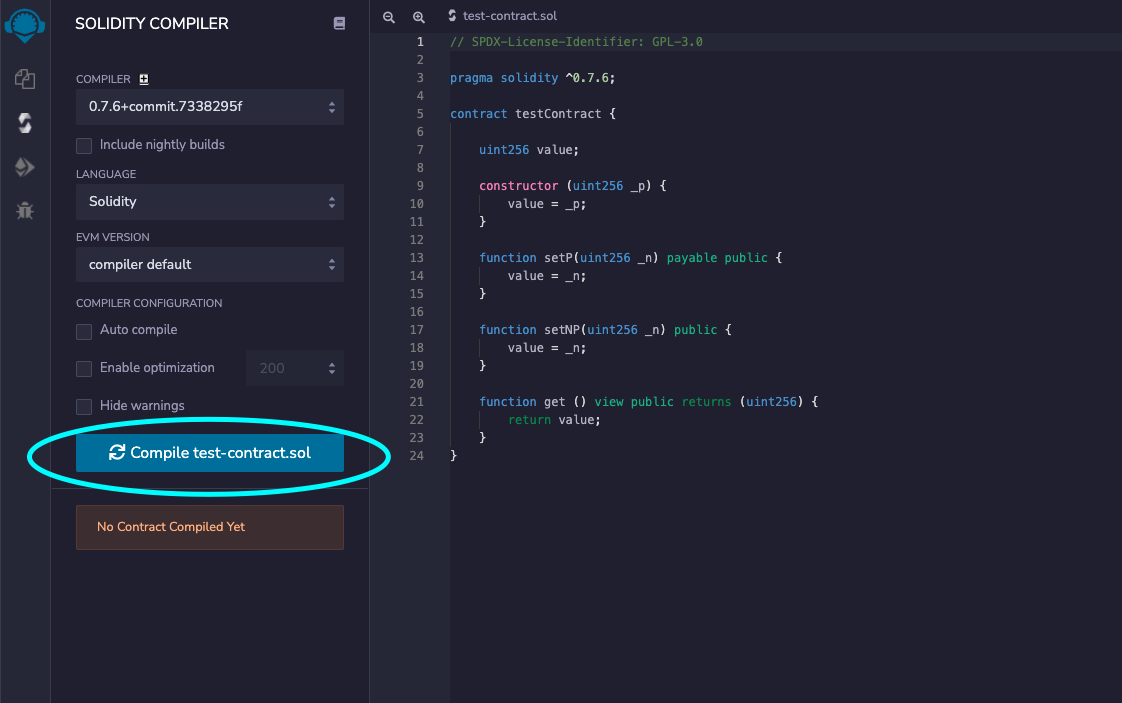 SOLIDITY COMPILER
COMPILER
0.7.6+commit.7338295f
Include nightly builds
LANGUAGE
Solidity
EVM VERSION
compiler default
COMPILER CONFIGURATION
Auto compile
Enable optimization
200
Hide warnings
Compile test-contract.sol
No Contract Compiled Yet
test-contract.sol
1 // SPDX-License-Identifier: GPL-3.0
2
3 pragma solidity ^0.7.6;
4
5 contract testContract {
6
7     uint256 value;
8
9     constructor (uint256 _p) {
10         value = _p;
11     }
12
13     function setP(uint256 _n) payable public {
14         value = _n;
15     }
16
17     function setNP(uint256 _n) public {
18         value = _n;
19     }
20
21     function get () view public returns (uint256) {
22         return value;
23     }
24 }